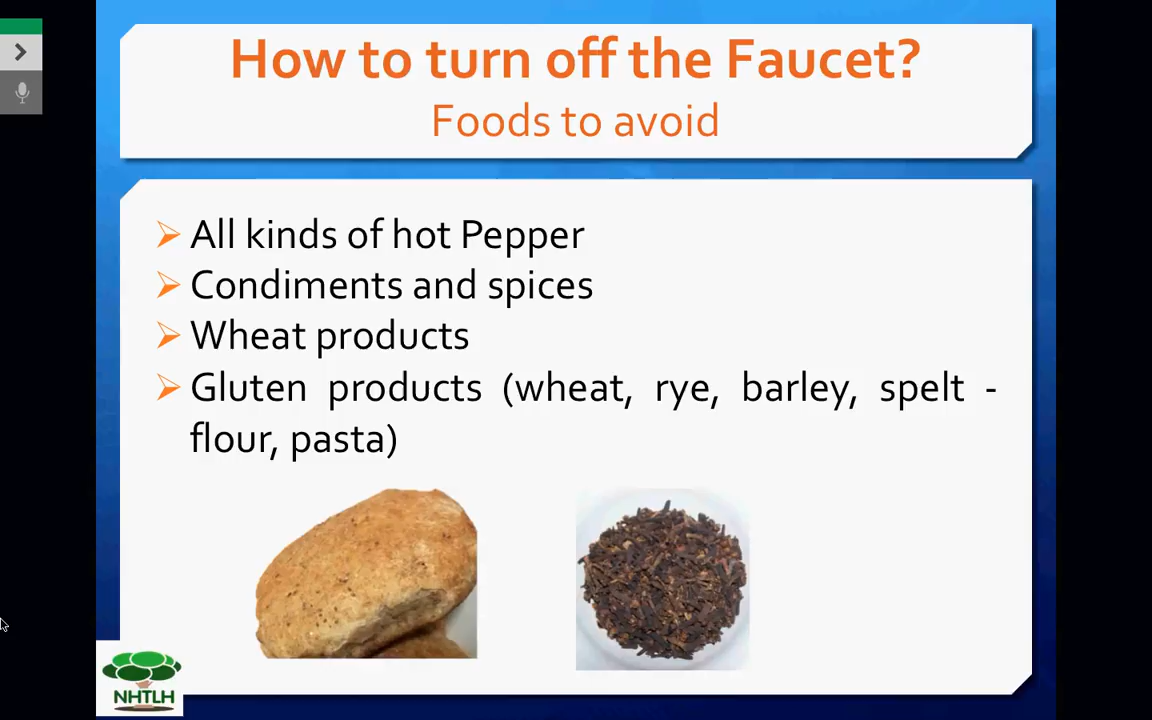 How to turn off the Faucet?
Foods to avoid
All kinds of hot Pepper
Condiments and spices
Wheat products
Gluten products (wheat, rye, barley, spelt -
flour, pasta)
NHTLH